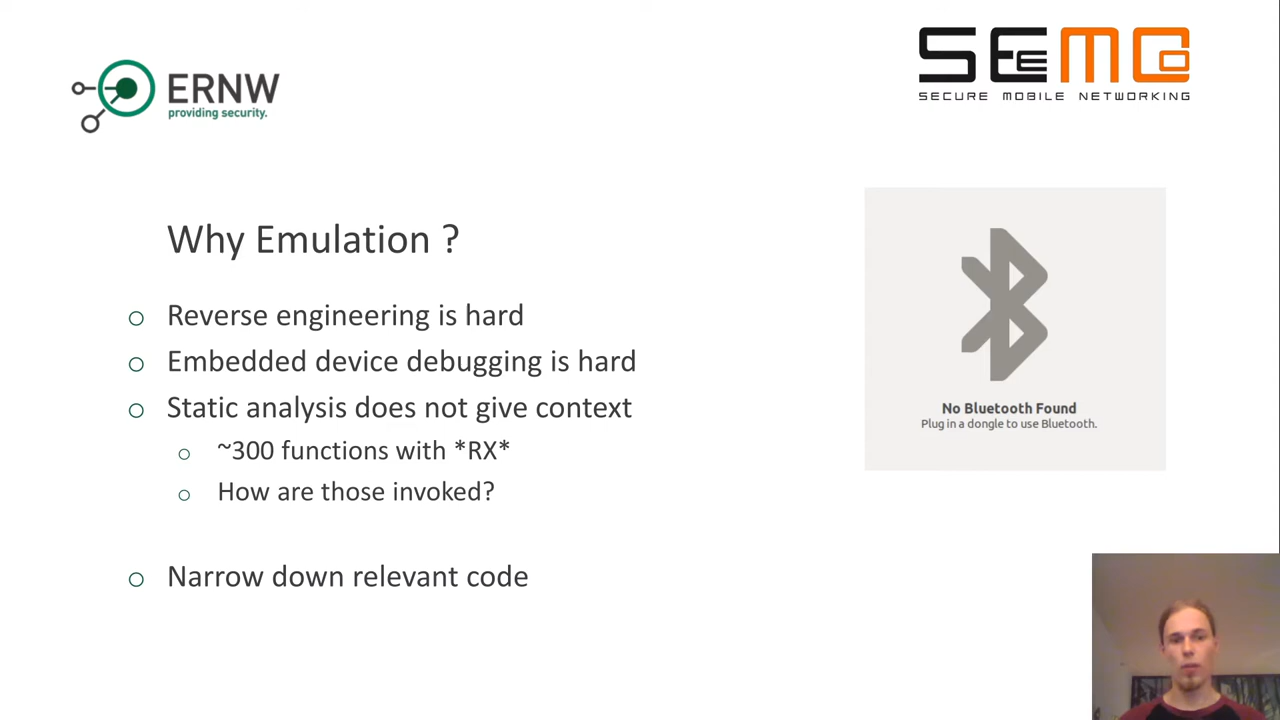 ERNW
providing security.
SEEMOO
SECURE MOBILE NETWORKING
Why Emulation ?
Reverse engineering is hard
Embedded device debugging is hard
Static analysis does not give context
~300 functions with *RX*
How are those invoked?
Narrow down relevant code
No Bluetooth Found
Plug in a dongle to use Bluetooth.